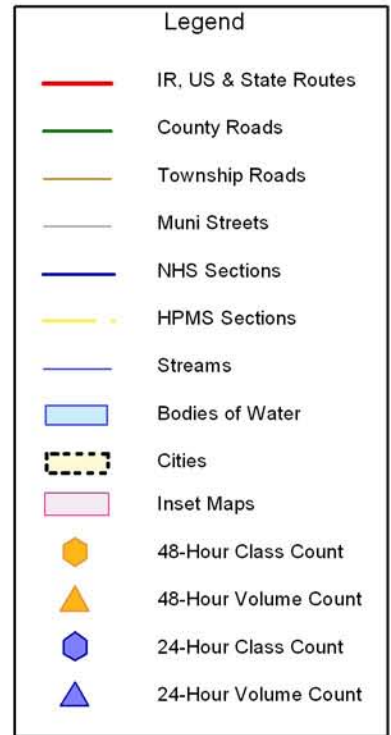 Legend
IR, US & State Routes
County Roads
Township Roads
Muni Streets
NHS Sections
HPMS Sections
Streams
Bodies of Water
Cities
Inset Maps
48-Hour Class Count
48-Hour Volume Count
24-Hour Class Count
24-Hour Volume Count